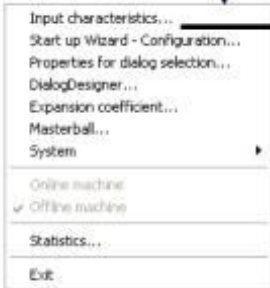 Input characteristics...
Start up Wizard - Configuration...
Properties for dialog selection...
DialogDesigner...
Expansion coefficient...
Masterball...
System
Online machine
Offline machine
Statistics...
Exit